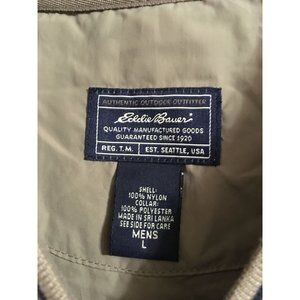 AUTHENTIC OUTDOOR OUTFITTER
Eddie Bauer®
QUALITY MANUFACTURED GOODS
GUARANTEED SINCE 1920
REG. T.M. EST. SEATTLE, USA
SHELL:
100% NYLON
COLLAR:
100% POLYESTER
MADE IN SRI LANKA
SEE SIDE FOR CARE
MENS
L